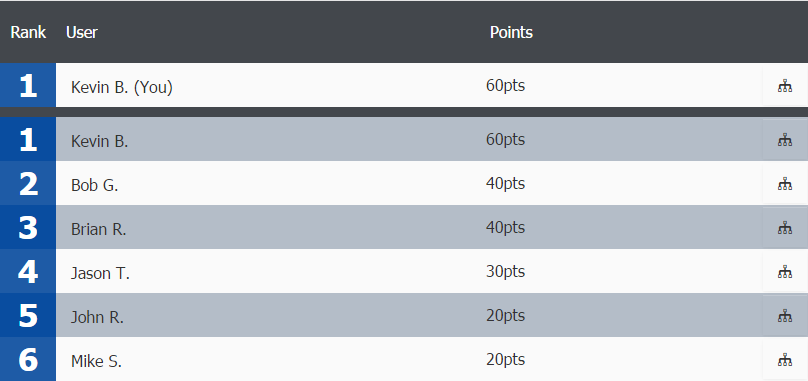 Rank User Points
1 Kevin B. (You) 60pts
1 Kevin B. 60pts
2 Bob G. 40pts
3 Brian R. 40pts
4 Jason T. 30pts
5 John R. 20pts
6 Mike S. 20pts